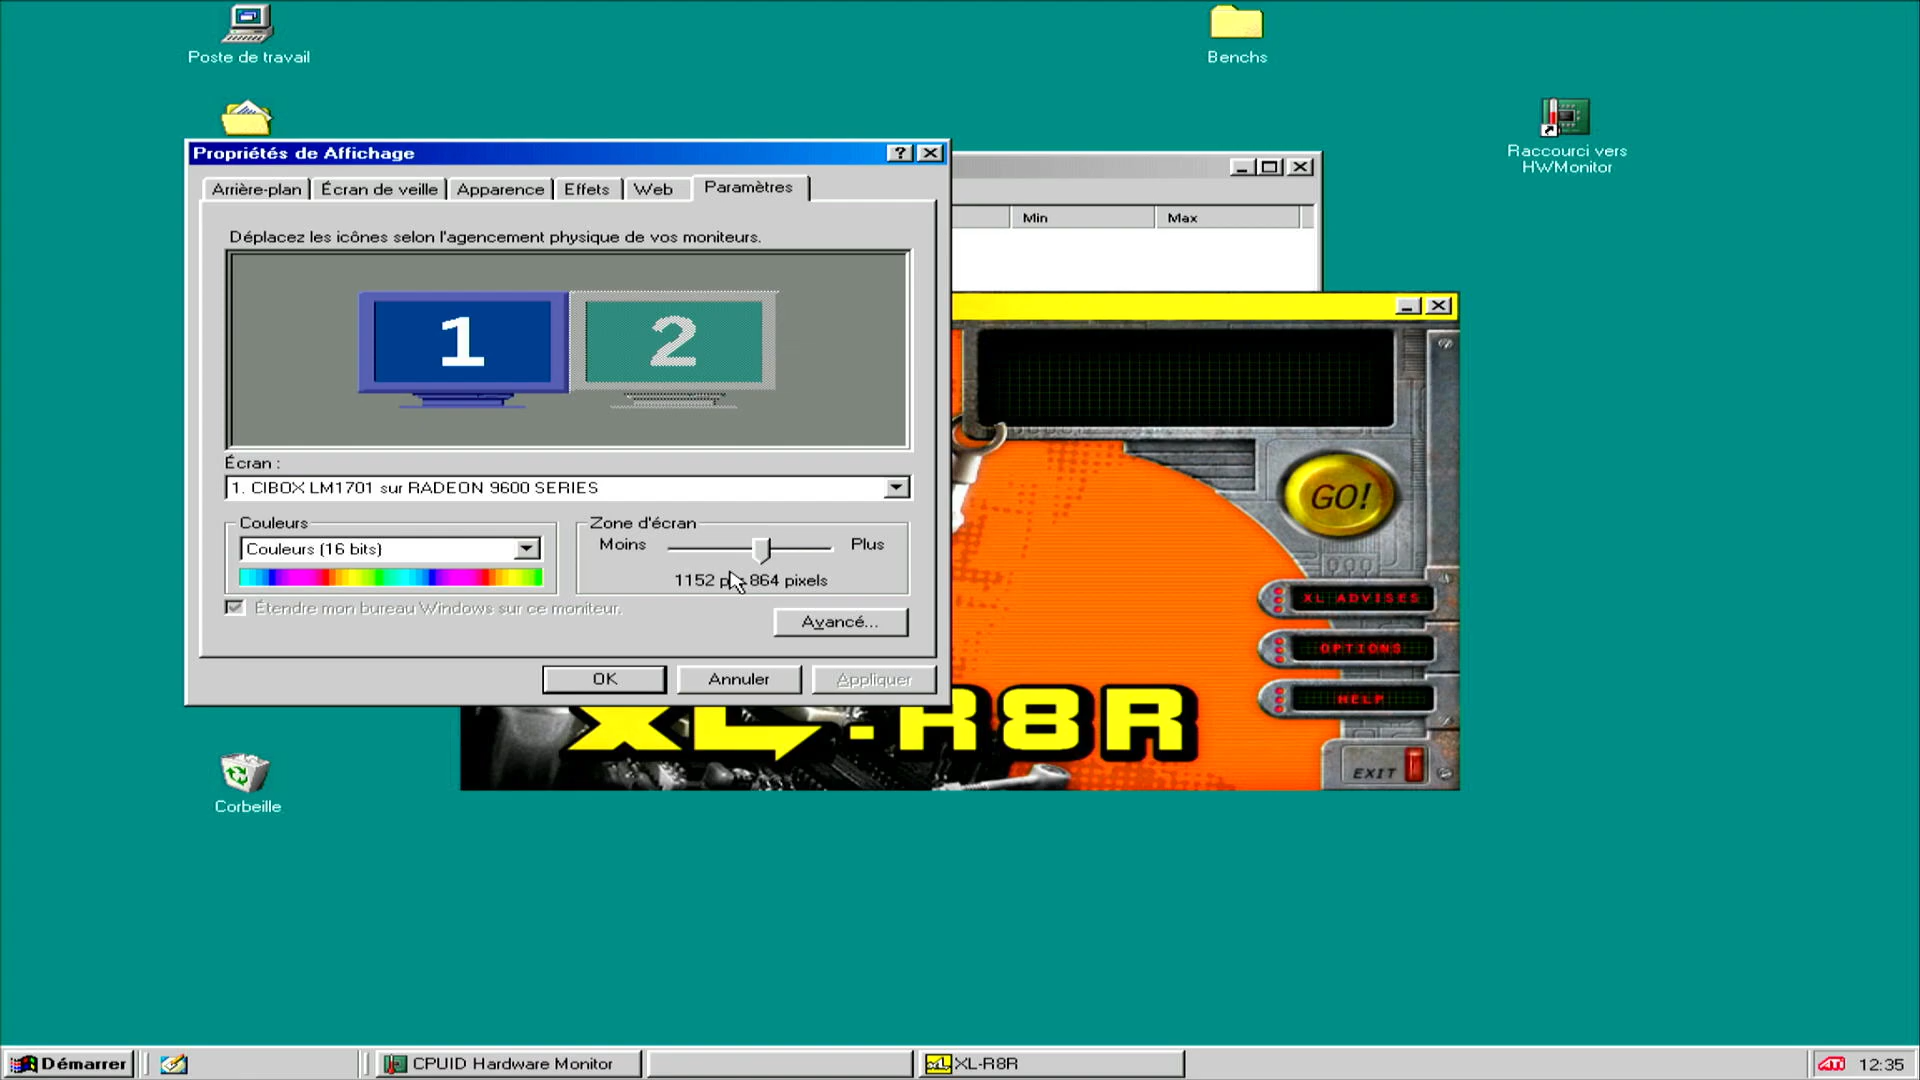 Poste de travail
Benchs
Raccourci vers
HWMonitor
Propriétés de Affichage
Arrière-plan
Écran de veille
Apparence
Effets
Web
Paramètres
Min
Max
Déplacez les icônes selon l'agencement physique de vos moniteurs.
1
2
Écran :
1. CIBOX LM1701 sur RADEON 9600 SERIES
Couleurs
Couleurs (16 bits)
Zone d'écran
Moins
Plus
1152 864 pixels
Étendre mon bureau Windows sur ce moniteur.
Avancé...
OK
Annuler
Appliquer
GO!
XL ADVISES
OPTIONS
HELP
EXIT
XL-R8R
Corbeille
Démarrer
CPUID Hardware Monitor
XL-R8R
ATI
12:35